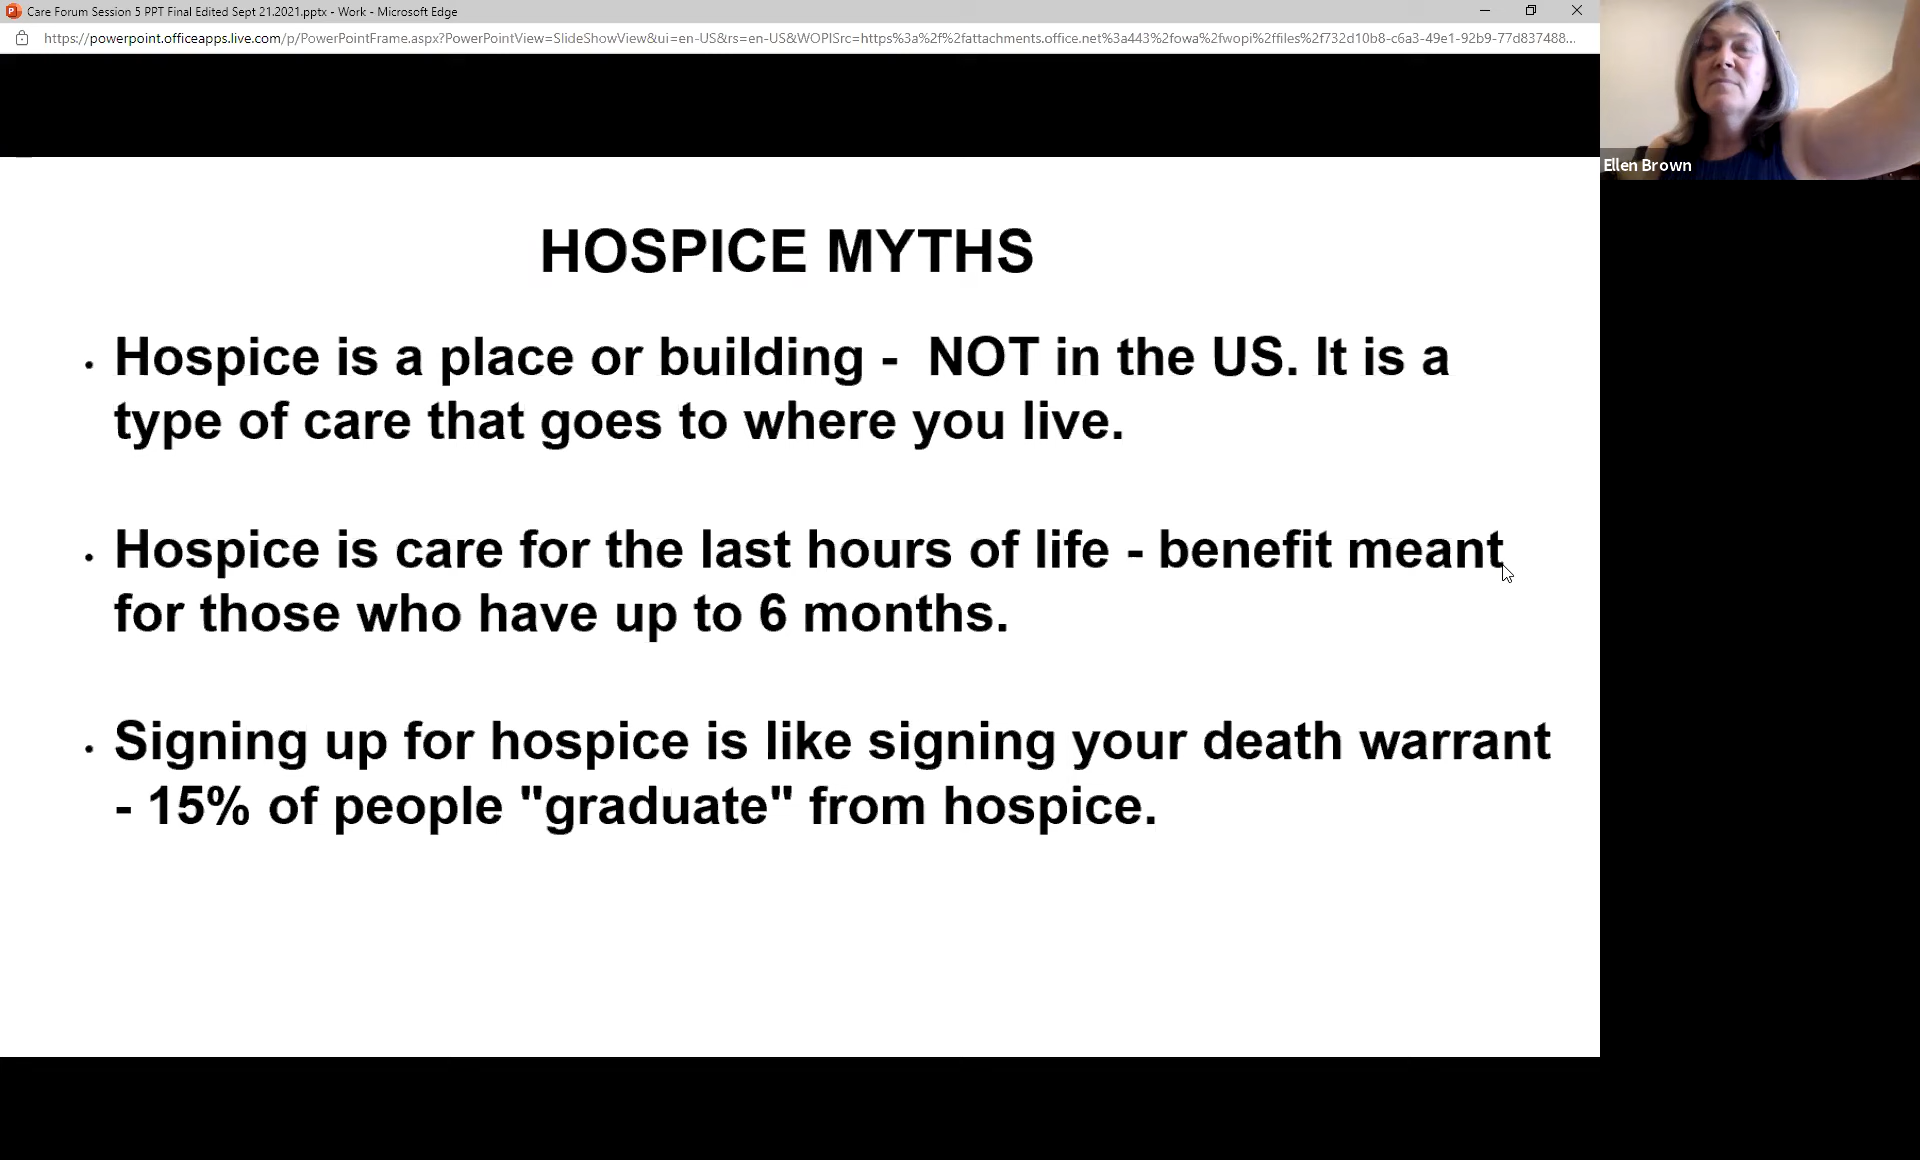 Care Forum Session 5 PPT Final Edited Sept 21.2021.pptx - Work - Microsoft Edge
https://powerpoint.officeapps.live.com/p/PowerPointFrame.aspx?PowerPointView=SlideShowView&ui=en-US&rs=en-US&WOPISrc=https%3a%2f%2fattachments.office.net%3a443%2fowa%2fwopi%2ffiles%2f732d10b8-c6a3-49e1-92b9-77d837488...
Ellen Brown
HOSPICE MYTHS
• Hospice is a place or building -  NOT in the US. It is a
type of care that goes to where you live.
• Hospice is care for the last hours of life - benefit meant
for those who have up to 6 months.
• Signing up for hospice is like signing your death warrant
- 15% of people "graduate" from hospice.